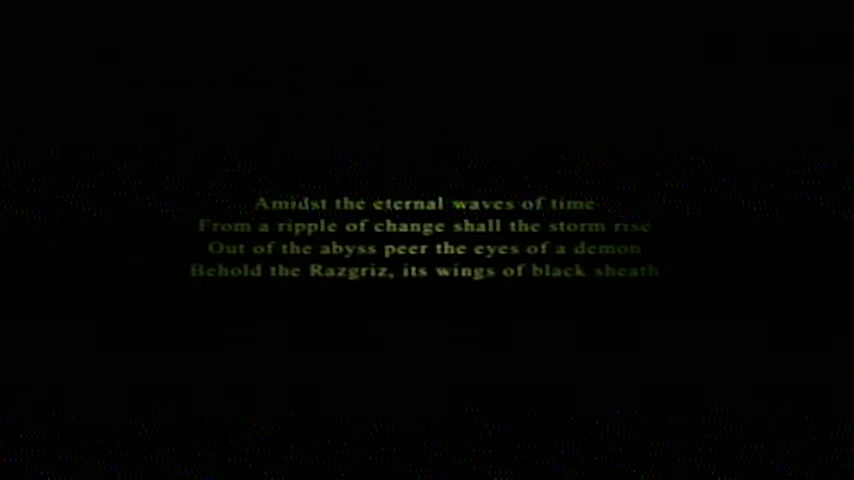 Amidst the eternal waves of time
From a ripple of change shall the storm rise
Out of the abyss peer the eyes of a demon
Behold the Razgriz, its wings of black sheath